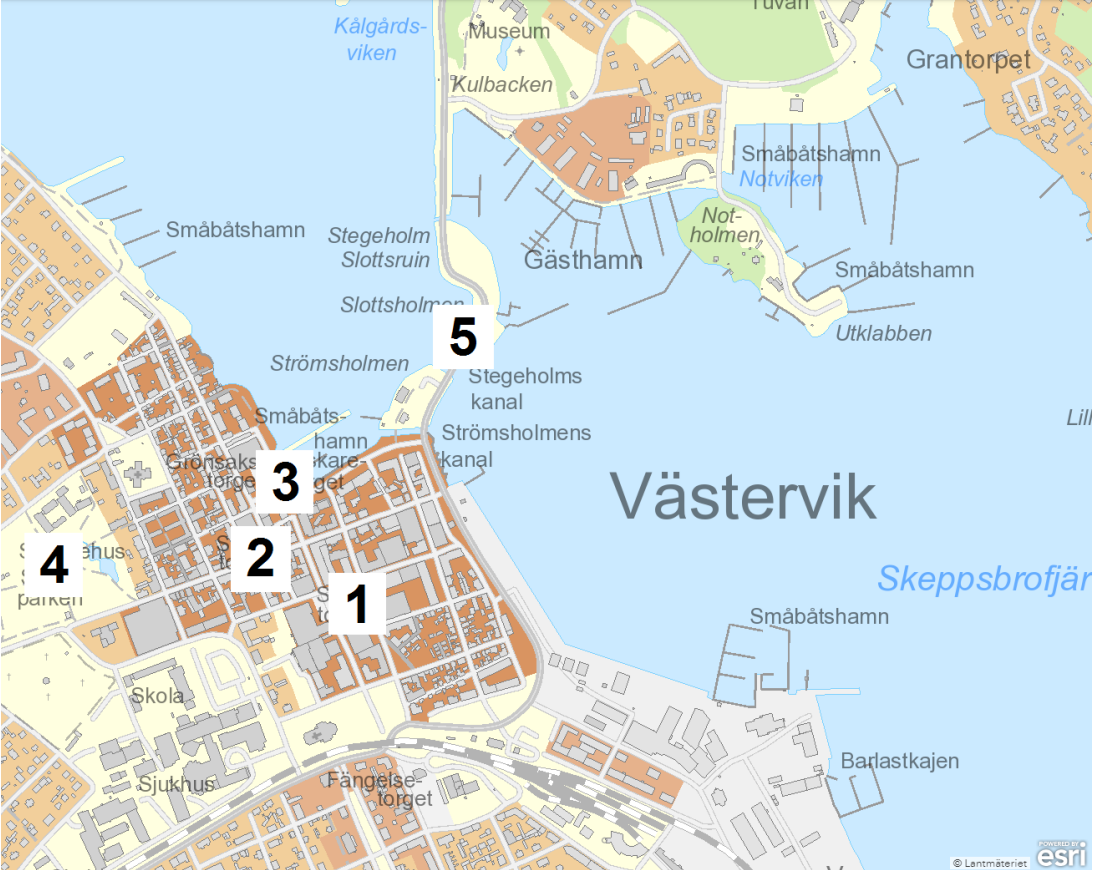 Kålgårds-
viken
Museum
Kulbacken
Grantorpet
Småbåtshamn
Notviken
Not-
holmen
Småbåtshamn
Stegeholm
Slottsruin
Gästhamn
Småbåtshamn
Slottsholmen
Utklabben
5
Strömsholmen
Stegeholms
kanal
Småbåts-
hamn
Strömsholmens
kanal
3
Västervik
2
4
parken
1
Skeppsbrofjär
Småbåtshamn
Skola
Barlastkajen
Sjukhus
Fängelse-
torget
POWERED BY
esri
© Lantmäteriet